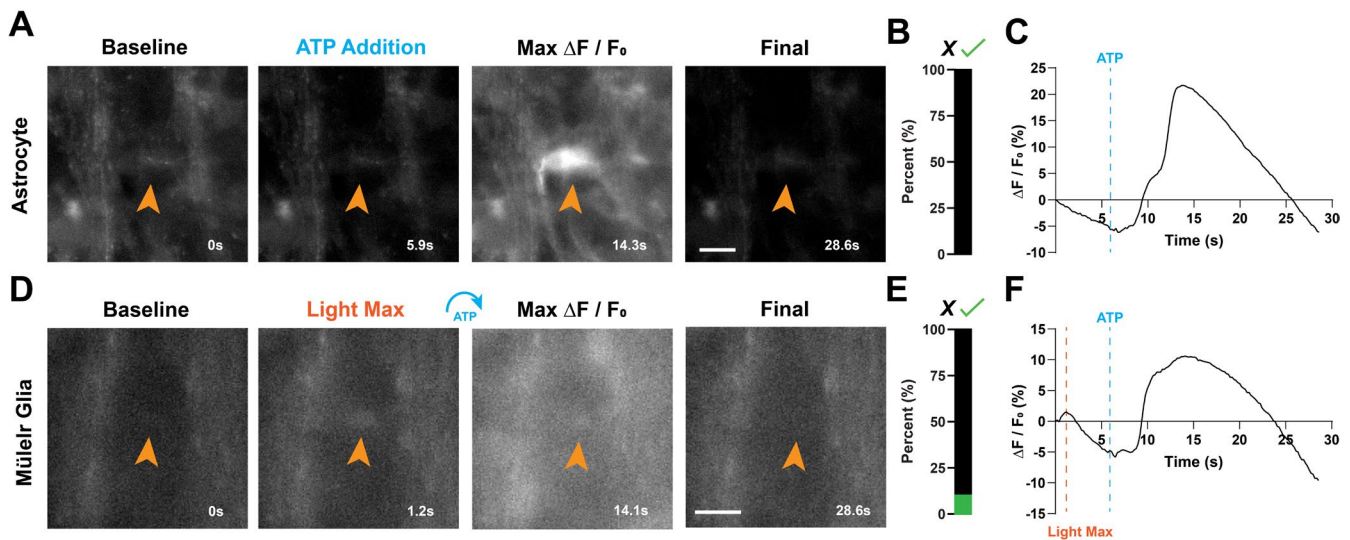 A
Baseline
ATP Addition
Max ΔF / F₀
Final
Astrocyte
0s
5.9s
14.3s
28.6s
B
X ✓
Percent (%)
100
75
50
25
0
C
ATP
ΔF / F₀ (%)
25
20
15
10
5
0
-5
-10
5 10 15 20 25 30
Time (s)
D
Baseline
Light Max
ATP
Max ΔF / F₀
Final
Mülelr Glia
0s
1.2s
14.1s
28.6s
E
X ✓
Percent (%)
100
75
50
25
0
F
ATP
ΔF / F₀ (%)
15
10
5
0
-5
-10
-15
5 10 15 20 25 30
Time (s)
Light Max